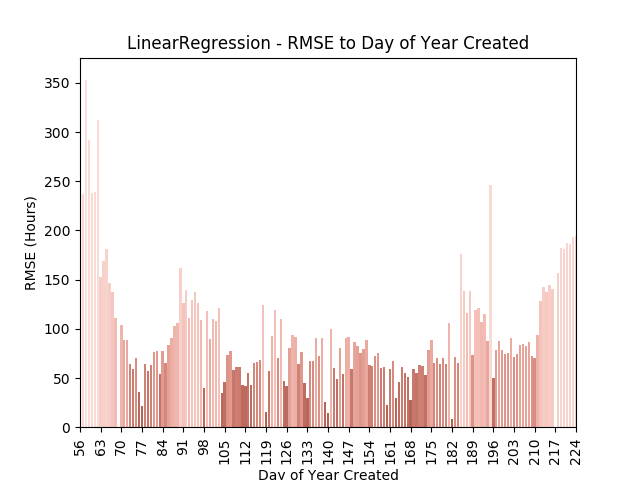 LinearRegression - RMSE to Day of Year Created
RMSE (Hours)
350
300
250
200
150
100
50
0
56 63 70 77 84 91 98 105 112 119 126 133 140 147 154 161 168 175 182 189 196 203 210 217 224
Day of Year Created